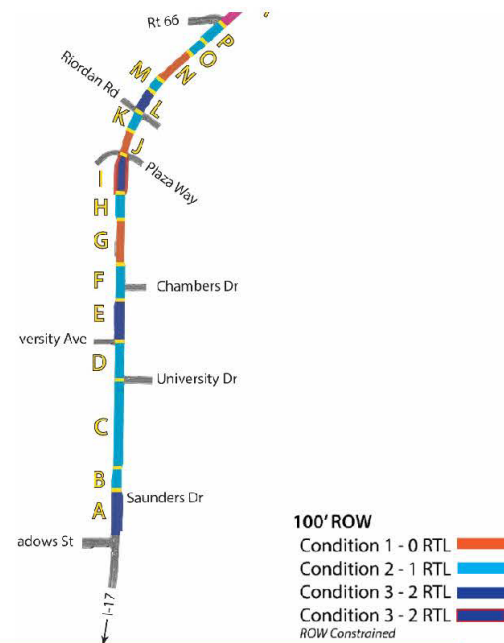 Rt 66
P
O
N
M
Riordan Rd
L
K
J
Plaza Way
I
H
G
F
Chambers Dr
E
versity Ave
D
University Dr
C
B
Saunders Dr
A
adows St
I-17
100' ROW
Condition 1 - 0 RTL
Condition 2 - 1 RTL
Condition 3 - 2 RTL
Condition 3 - 2 RTL
ROW Constrained